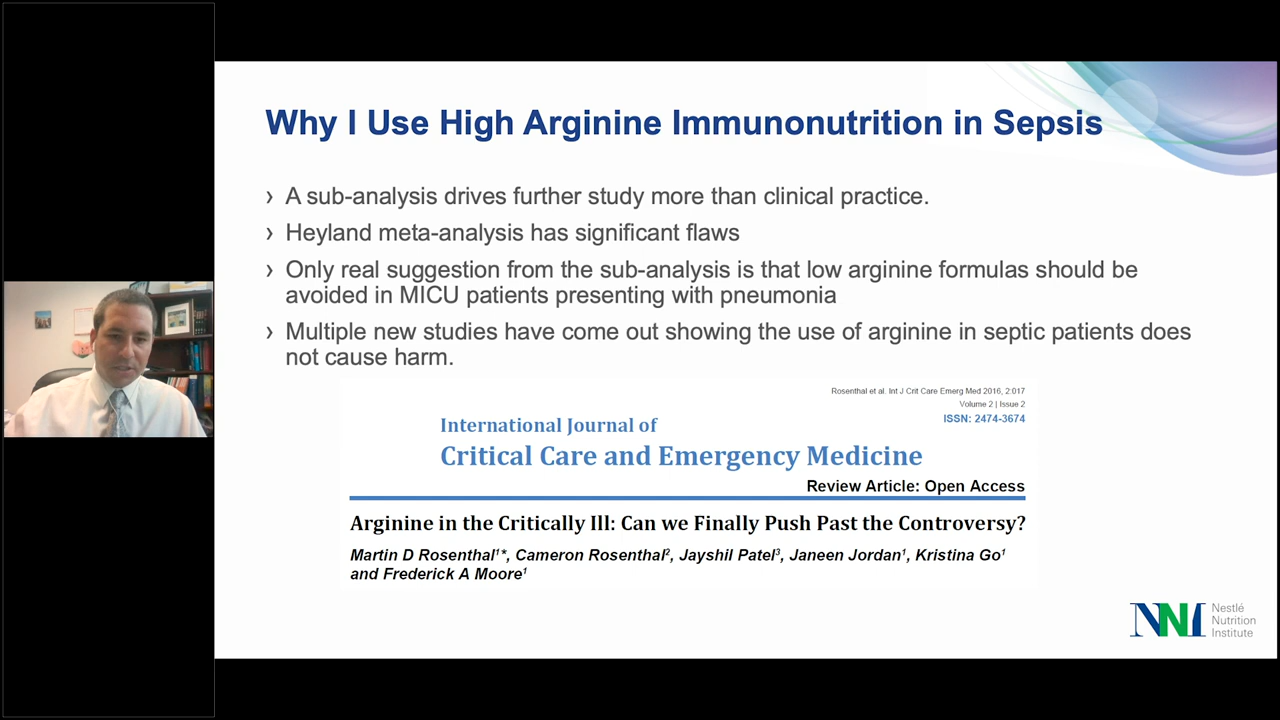 Why I Use High Arginine Immunonutrition in Sepsis
› A sub-analysis drives further study more than clinical practice.
› Heyland meta-analysis has significant flaws
› Only real suggestion from the sub-analysis is that low arginine formulas should be
avoided in MICU patients presenting with pneumonia
› Multiple new studies have come out showing the use of arginine in septic patients does
not cause harm.
Rosenthal et al. Int J Crit Care Emerg Med 2016, 2:017
Volume 2 | Issue 2
ISSN: 2474-3674
International Journal of
Critical Care and Emergency Medicine
Review Article: Open Access
Arginine in the Critically Ill: Can we Finally Push Past the Controversy?
Martin D Rosenthal¹*, Cameron Rosenthal², Jayshil Patel³, Janeen Jordan¹, Kristina Go¹
and Frederick A Moore¹
NNI
Nestlé
Nutrition
Institute